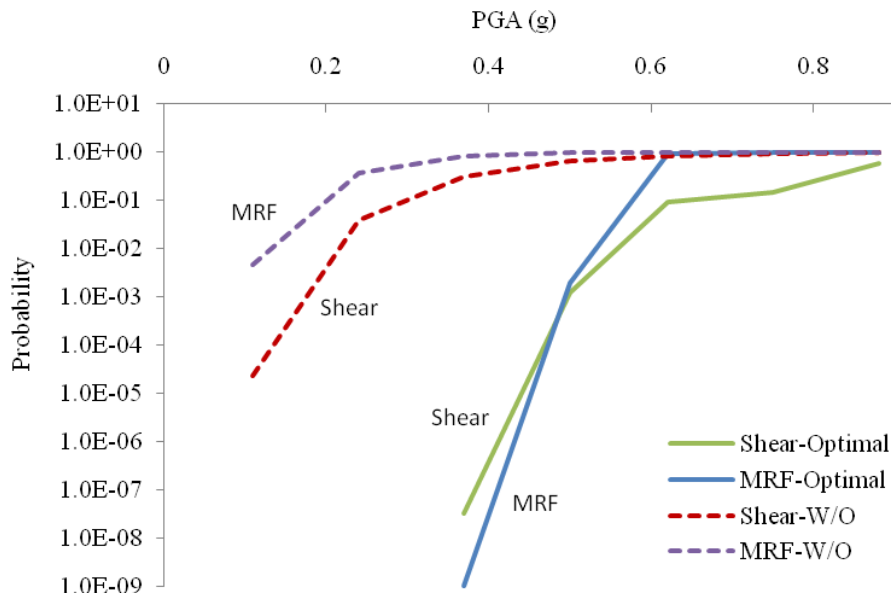 PGA (g)
0 0.2 0.4 0.6 0.8
1.0E+01
1.0E+00
1.0E-01
1.0E-02
1.0E-03
1.0E-04
1.0E-05
1.0E-06
1.0E-07
1.0E-08
1.0E-09
Probability
MRF
Shear
Shear
MRF
Shear-Optimal
MRF-Optimal
Shear-W/O
MRF-W/O